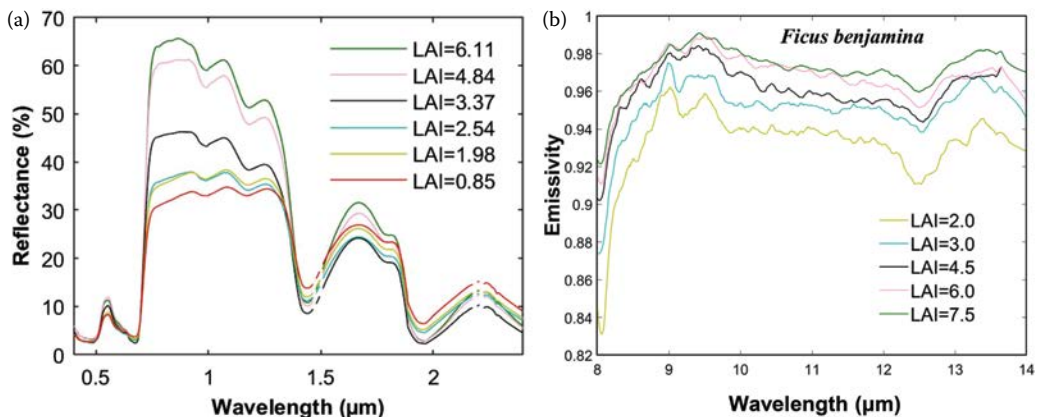 (a)
70
60
50
40
30
20
10
0
Reflectance (%)
LAI=6.11
LAI=4.84
LAI=3.37
LAI=2.54
LAI=1.98
LAI=0.85
0.5
1
1.5
2
Wavelength (µm)
(b)
Ficus benjamina
1
0.98
0.96
0.94
0.92
0.9
0.88
0.86
0.84
0.82
Emissivity
LAI=2.0
LAI=3.0
LAI=4.5
LAI=6.0
LAI=7.5
8
9
10
11
12
13
14
Wavelength (µm)